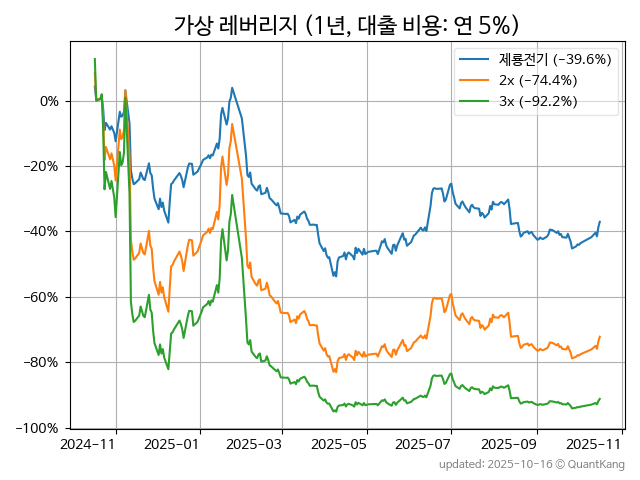 가상 레버리지 (1년, 대출 비용: 연 5%)
제룡전기 (−39.6%)
2x (−74.4%)
3x (−92.2%)
0%
−20%
−40%
−60%
−80%
−100%
2024-11 2025-01 2025-03 2025-05 2025-07 2025-09 2025-11
updated: 2025-10-16 © QuantKang